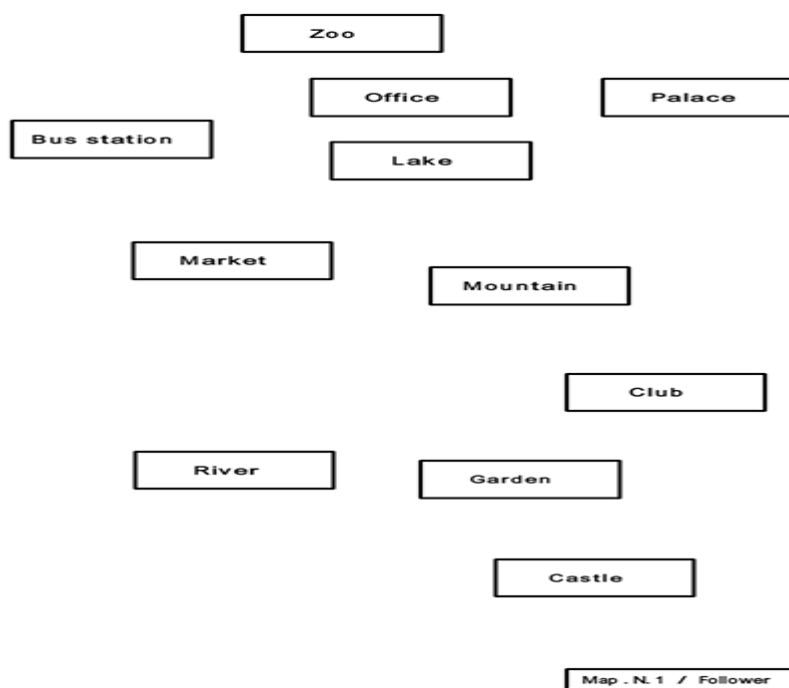 Zoo
Office
Palace
Bus station
Lake
Market
Mountain
Club
River
Garden
Castle
Map . N. 1 / Follower